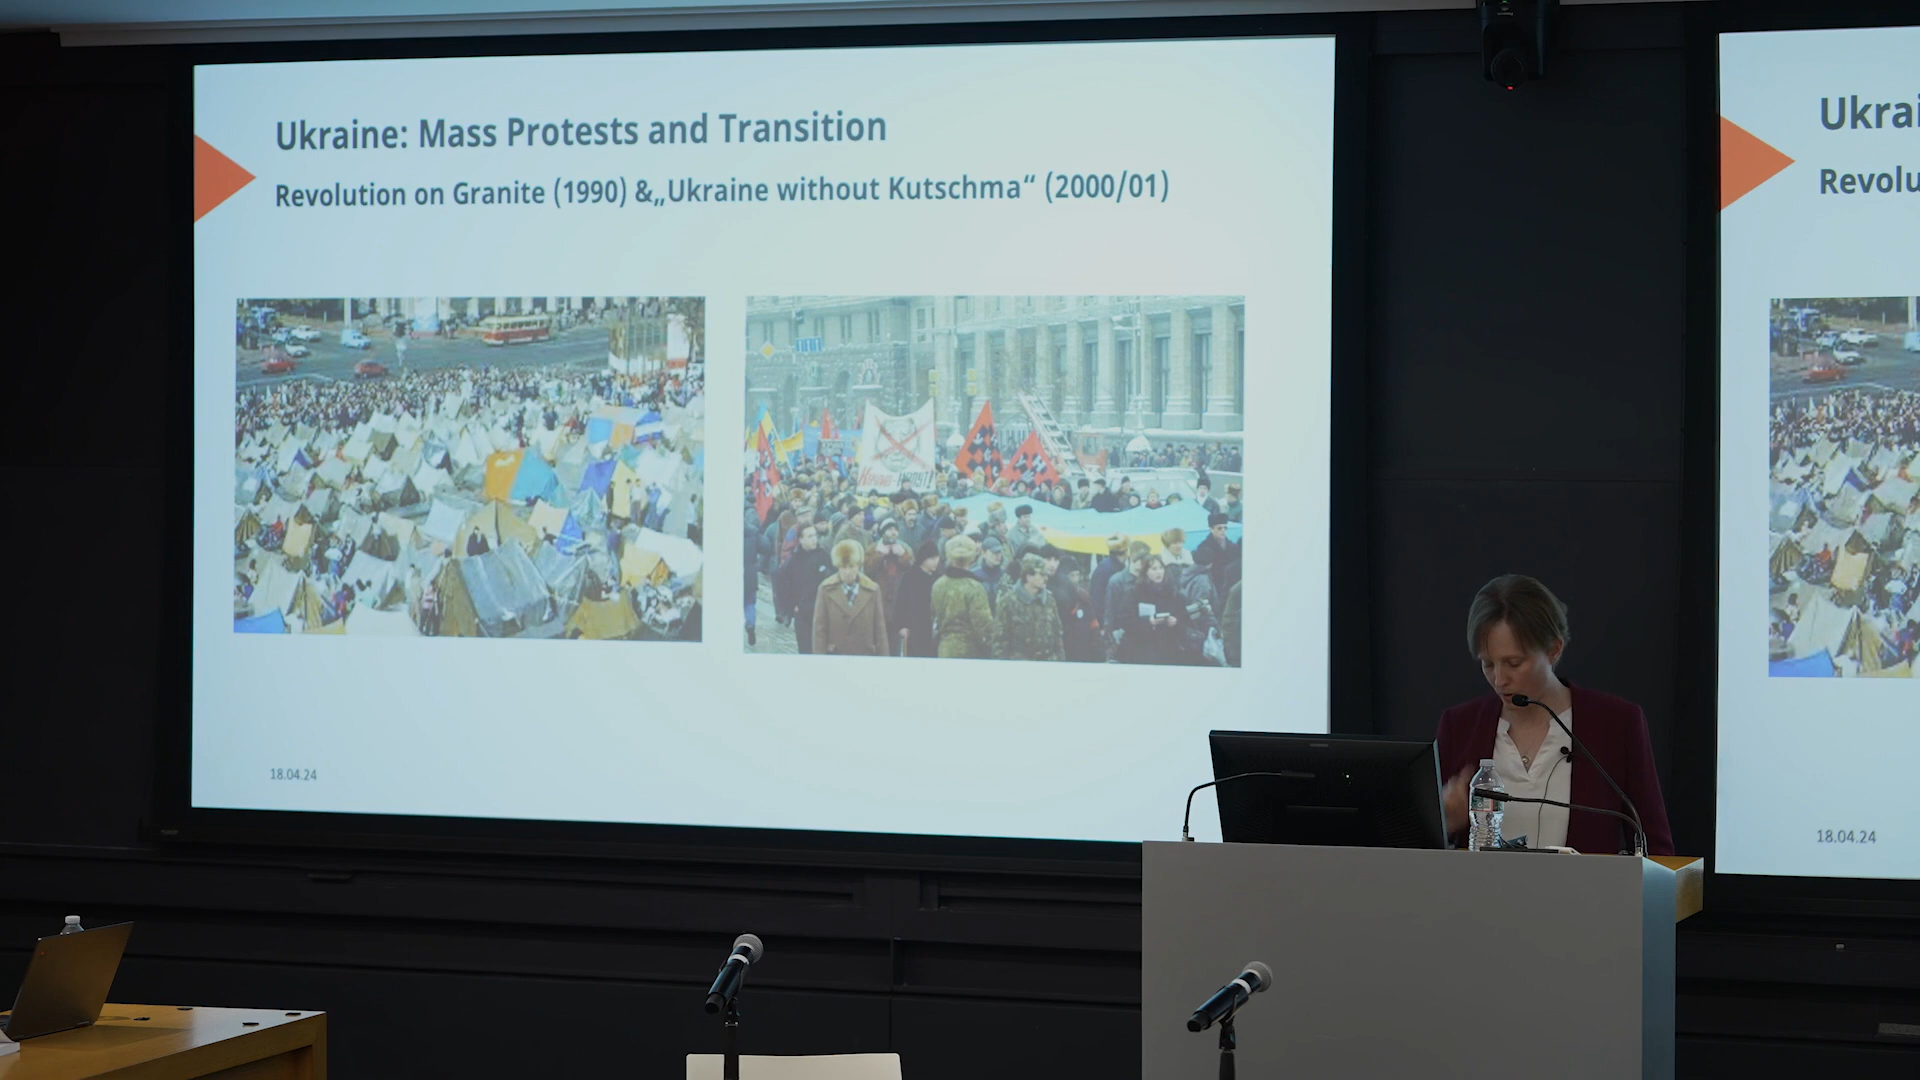 Ukraine: Mass Protests and Transition
Revolution on Granite (1990) &„Ukraine without Kutschma“ (2000/01)
18.04.24
Ukrai
Revolu
18.04.24